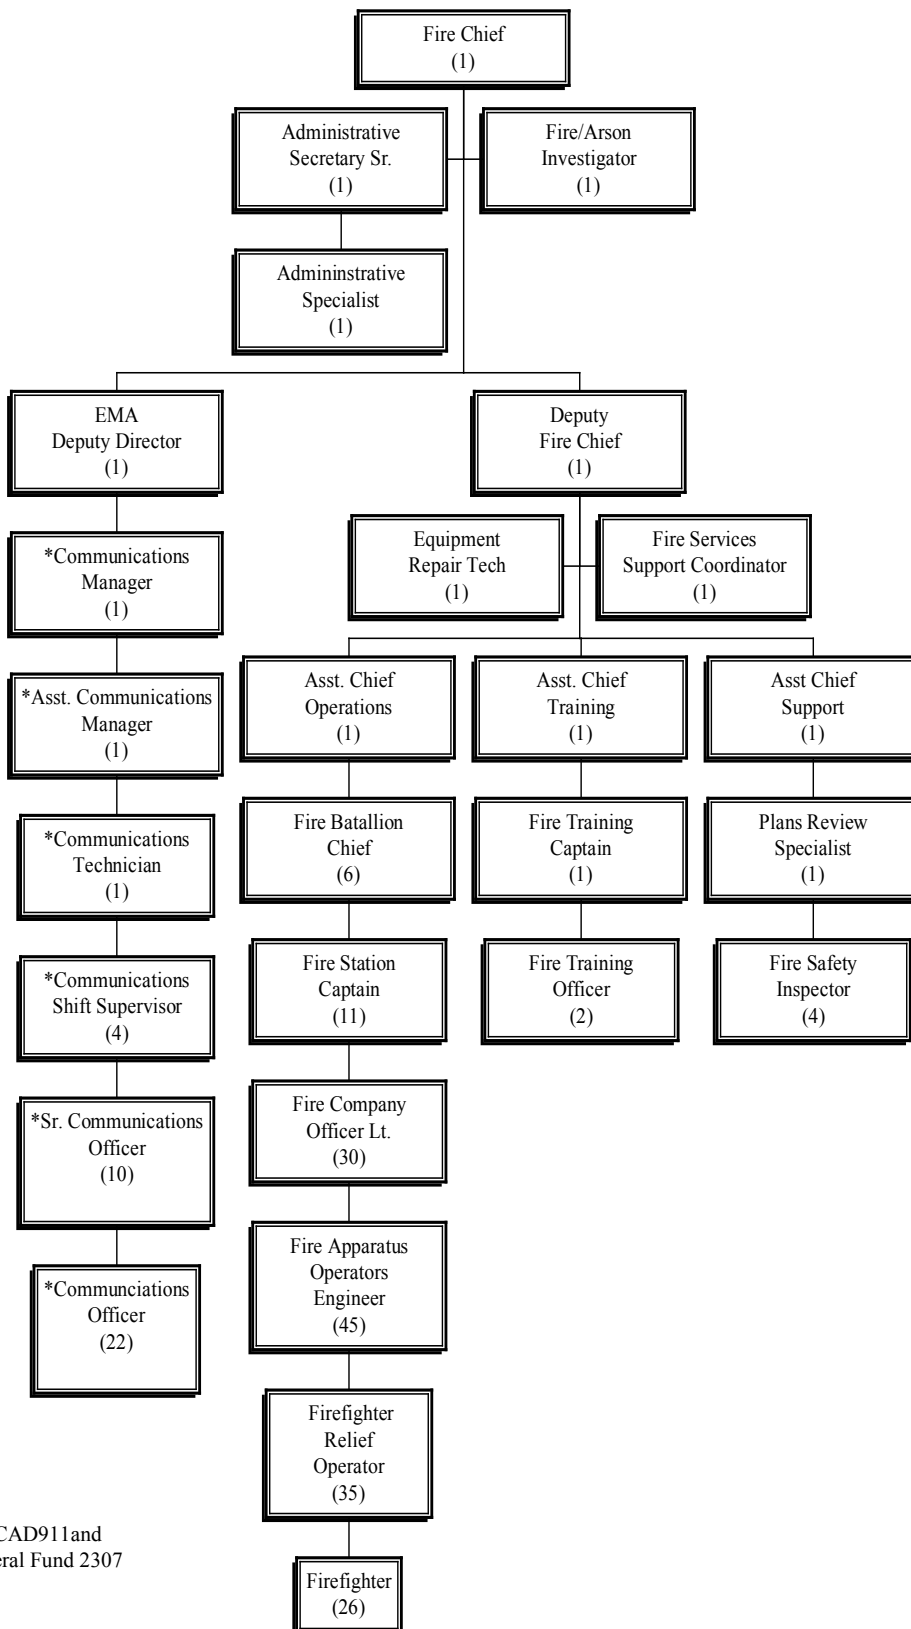 Fire Chief
(1)
Administrative
Secretary Sr.
(1)
Fire/Arson
Investigator
(1)
Admininstrative
Specialist
(1)
EMA
Deputy Director
(1)
Deputy
Fire Chief
(1)
*Communications
Manager
(1)
Equipment
Repair Tech
(1)
Fire Services
Support Coordinator
(1)
*Asst. Communications
Manager
(1)
Asst. Chief
Operations
(1)
Asst. Chief
Training
(1)
Asst Chief
Support
(1)
*Communications
Technician
(1)
Fire Batallion
Chief
(6)
Fire Training
Captain
(1)
Plans Review
Specialist
(1)
*Communications
Shift Supervisor
(4)
Fire Station
Captain
(11)
Fire Training
Officer
(2)
Fire Safety
Inspector
(4)
*Sr. Communications
Officer
(10)
Fire Company
Officer Lt.
(30)
*Communciations
Officer
(22)
Fire Apparatus
Operators
Engineer
(45)
Firefighter
Relief
Operator
(35)
CAD911and
eral Fund 2307
Firefighter
(26)